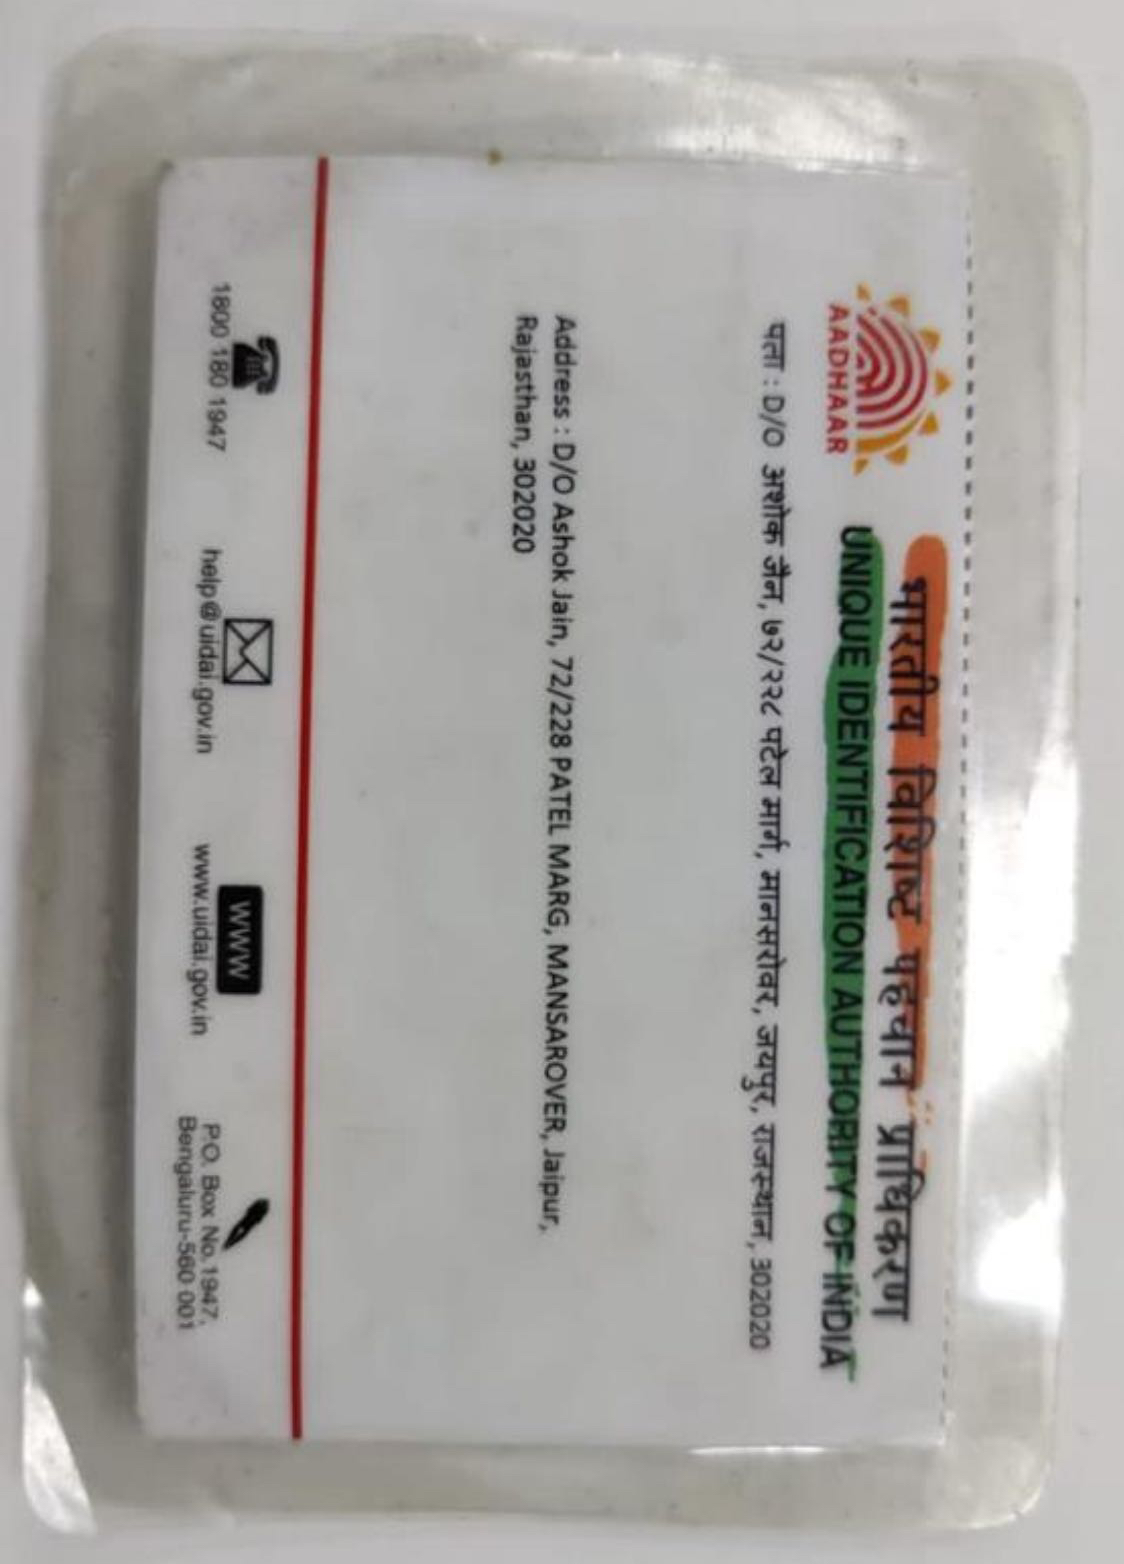 भारतीय विशिष्ट पहचान प्राधिकरण
UNIQUE IDENTIFICATION AUTHORITY OF INDIA
AADHAAR
पता : D/O अशोक जैन, ७२/२२८ पटेल मार्ग, मानसरोवर, जयपुर, राजस्थान, 302020
Address : D/O Ashok Jain, 72/228 PATEL MARG, MANSAROVER, Jaipur,
Rajasthan, 302020
1800 180 1947
help@uidai.gov.in
WWW
www.uidai.gov.in
P.O. Box No.1947,
Bengaluru-560 001